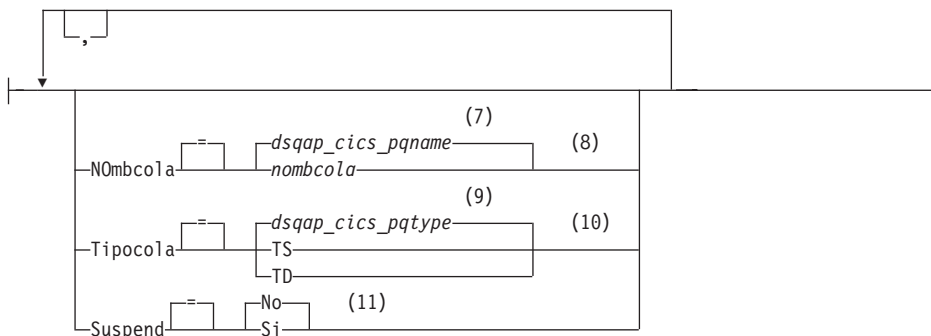 ,
(7)
= dsqap_cics_pqname (8)
NOmbcola nombcola
(9)
= dsqap_cics_pqtype (10)
Tipocola TS
TD
= No (11)
Suspend Si